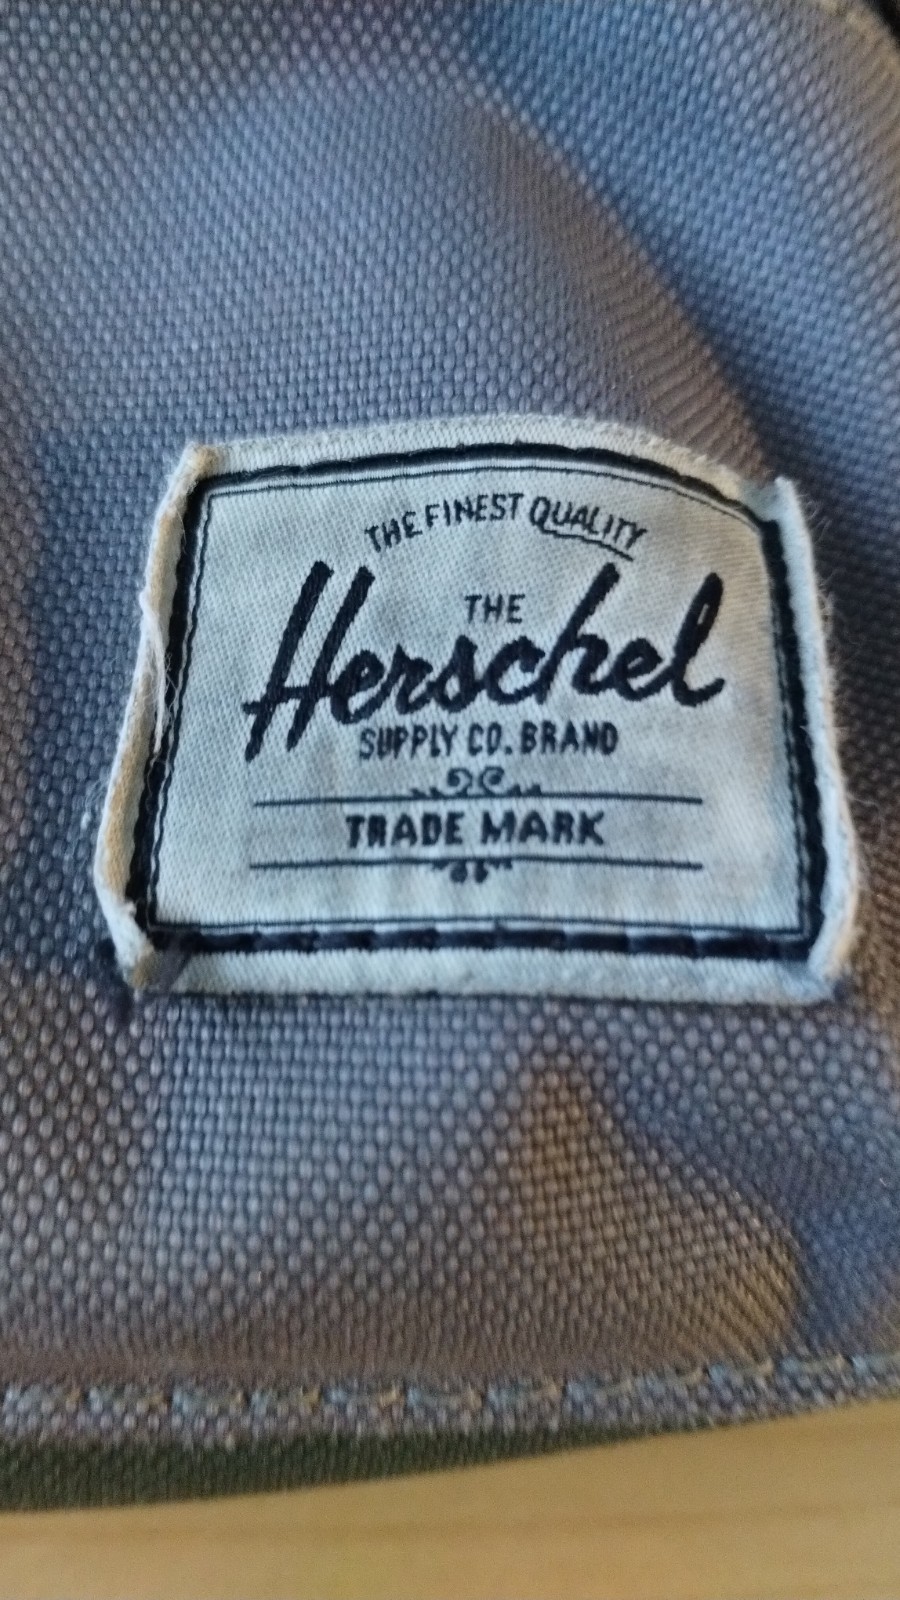 THE FINEST QUALITY
THE
Herschel
SUPPLY CO. BRAND
TRADE MARK